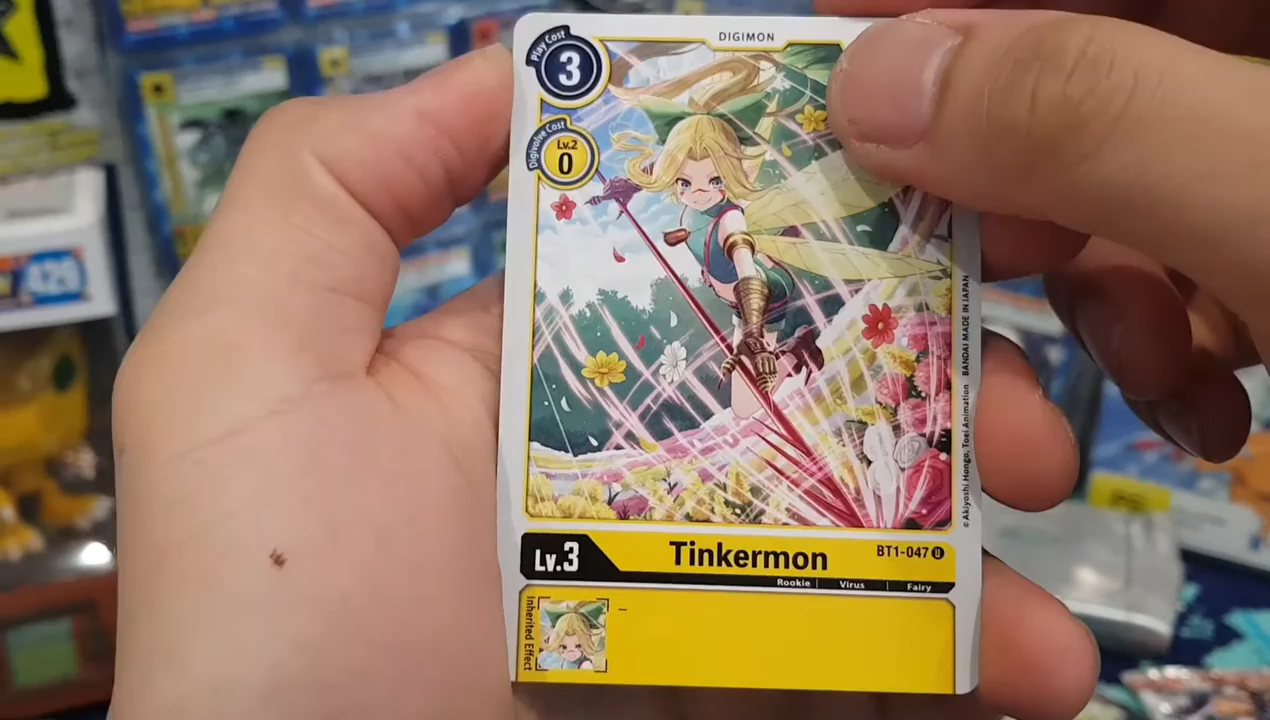 DIGIMON
Play Cost
3
Digivolve Cost
Lv.2
0
429
© Akiyoshi Hongo, Toei Animation BANDAI MADE IN JAPAN
Lv.3
Tinkermon
BT1-047 U
Rookie | Virus | Fairy
Inherited Effect
–